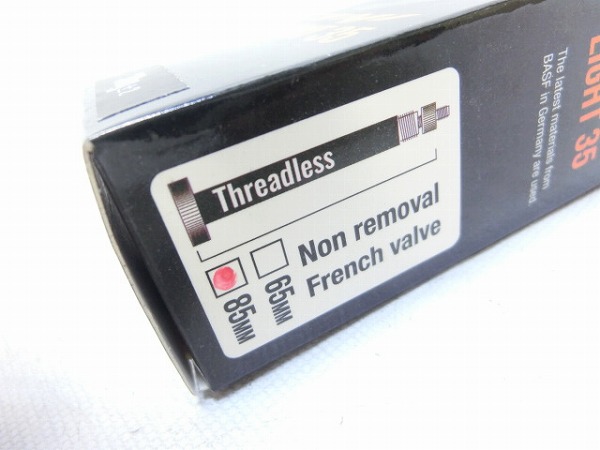 Threadless
Non removal
French valve
85MM
65MM
LIGHT 35
The latest materials from
BASF in Germany are used